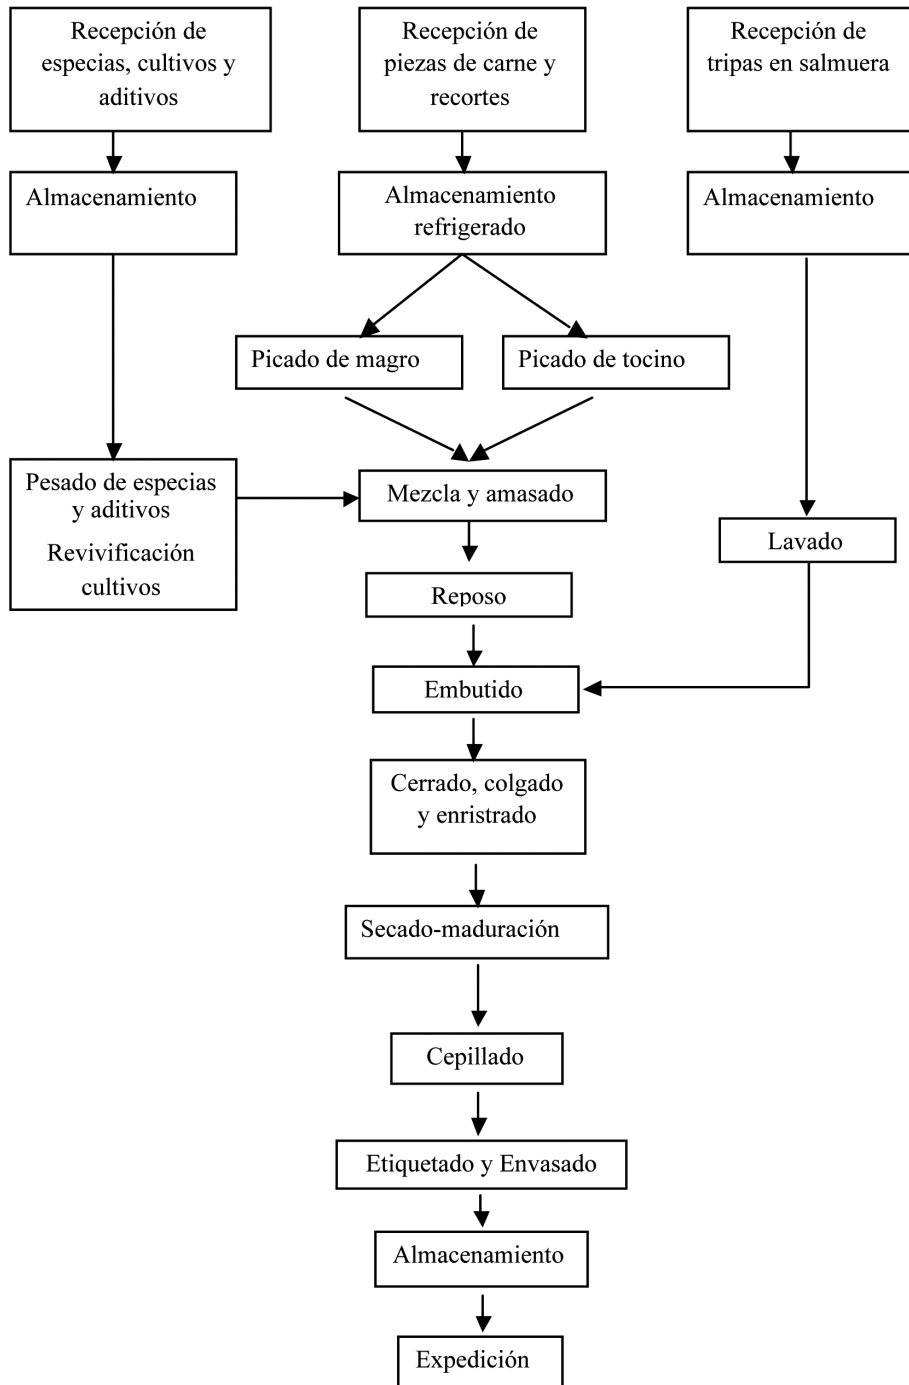 Recepción de
especias, cultivos y
aditivos
Recepción de
piezas de carne y
recortes
Recepción de
tripas en salmuera
Almacenamiento
Almacenamiento
refrigerado
Almacenamiento
Picado de magro
Picado de tocino
Pesado de especias
y aditivos
Revivificación
cultivos
Mezcla y amasado
Lavado
Reposo
Embutido
Cerrado, colgado
y enristrado
Secado-maduración
Cepillado
Etiquetado y Envasado
Almacenamiento
Expedición